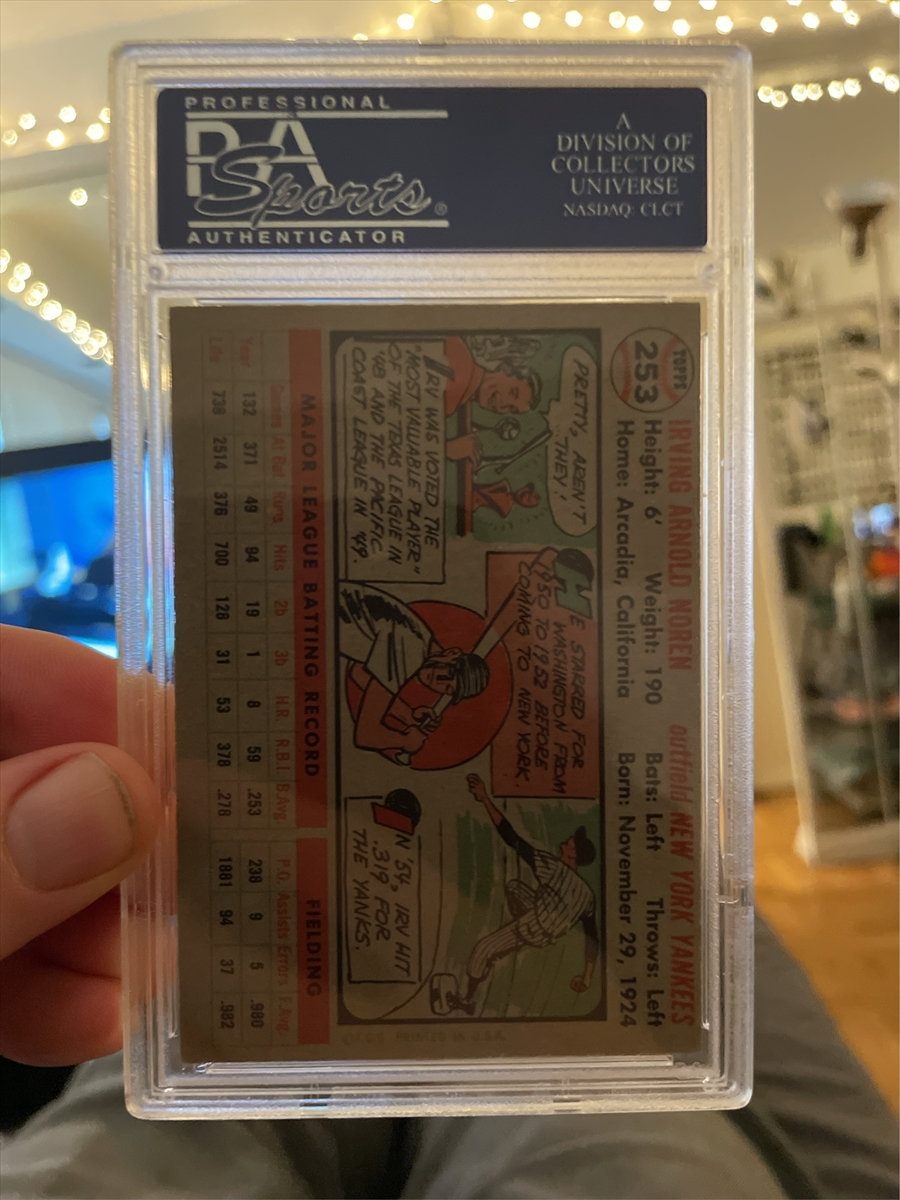 PROFESSIONAL
PSA
Sports®
AUTHENTICATOR
A
DIVISION OF
COLLECTORS
UNIVERSE
NASDAQ: CLCT
TOPPS
253
IRVING ARNOLD NOREN outfield NEW YORK YANKEES
Height: 6' Weight: 190 Bats: Left Throws: Left
Home: Arcadia, California Born: November 29, 1924
PRETTY, AREN'T
THEY!
IRV WAS VOTED THE
"MOST VALUABLE PLAYER"
OF THE TEXAS LEAGUE IN
'48 AND THE PACIFIC
COAST LEAGUE IN '49.
HE STARRED FOR
WASHINGTON FROM
1950 TO 1952 BEFORE
COMING TO NEW YORK.
IN '54, IRV HIT
.319 FOR
THE YANKS.
MAJOR LEAGUE BATTING RECORD FIELDING
Games At Bat Runs Hits 2b 3b H.R. R.B.I. B.Avg. P.O. Assists Errors F.Avg.
Year 132 371 49 94 19 1 8 59 .253 238 9 5 .980
Life 738 2514 376 700 128 31 53 378 .278 1881 94 37 .982